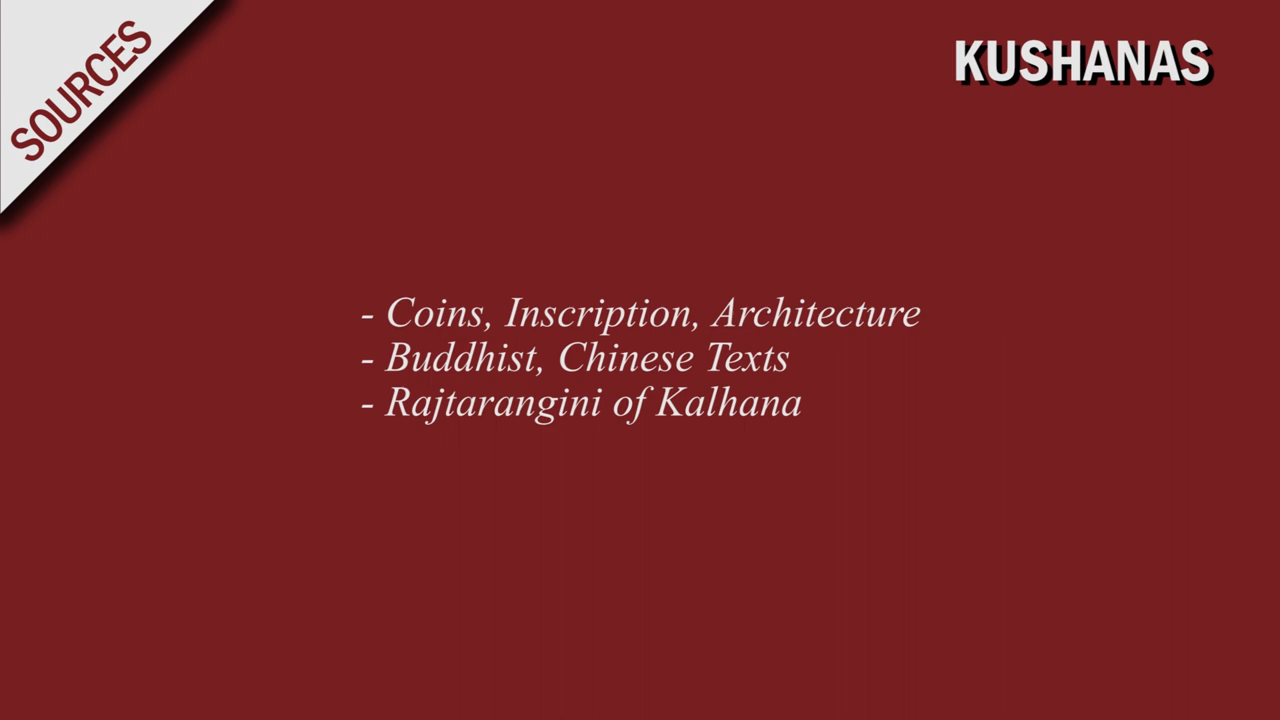 SOURCES
KUSHANAS
- Coins, Inscription, Architecture
- Buddhist, Chinese Texts
- Rajtarangini of Kalhana